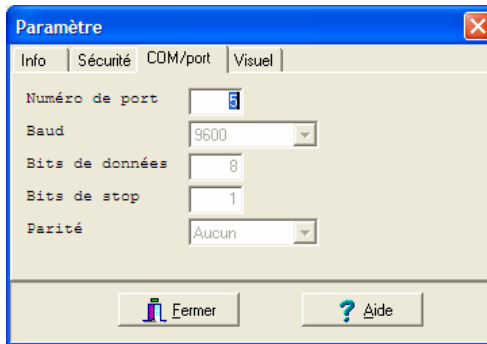 Paramètre
Info Sécurité COM/port Visuel
Numéro de port 5
Baud 9600
Bits de données 8
Bits de stop 1
Parité Aucun
Fermer ? Aide